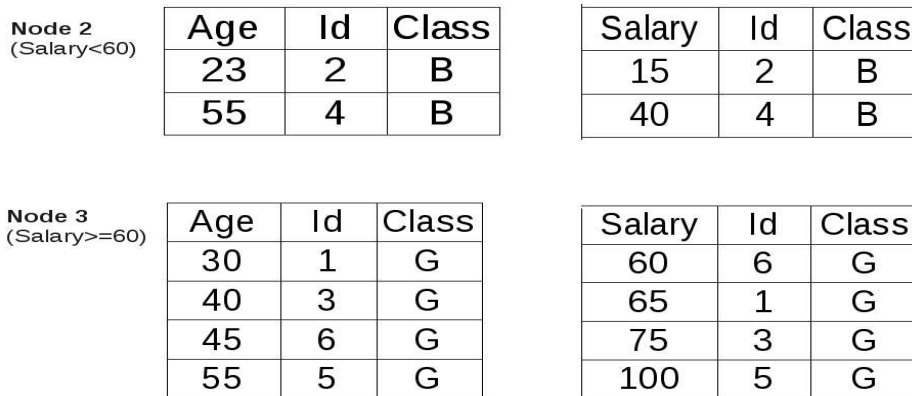 Node 2
(Salary<60)
Age Id Class
23 2 B
55 4 B
Salary Id Class
15 2 B
40 4 B
Node 3
(Salary>=60)
Age Id Class
30 1 G
40 3 G
45 6 G
55 5 G
Salary Id Class
60 6 G
65 1 G
75 3 G
100 5 G